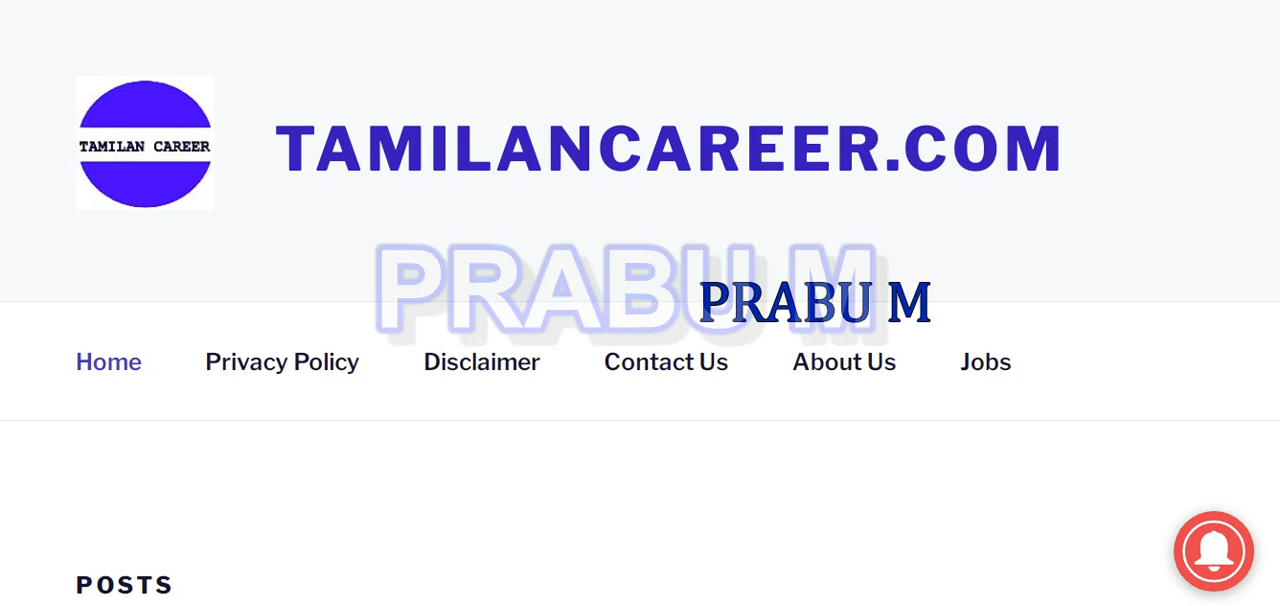 TAMILAN CAREER
TAMILANCAREER.COM
PRABU M
PRABU M
Home Privacy Policy Disclaimer Contact Us About Us Jobs
POSTS